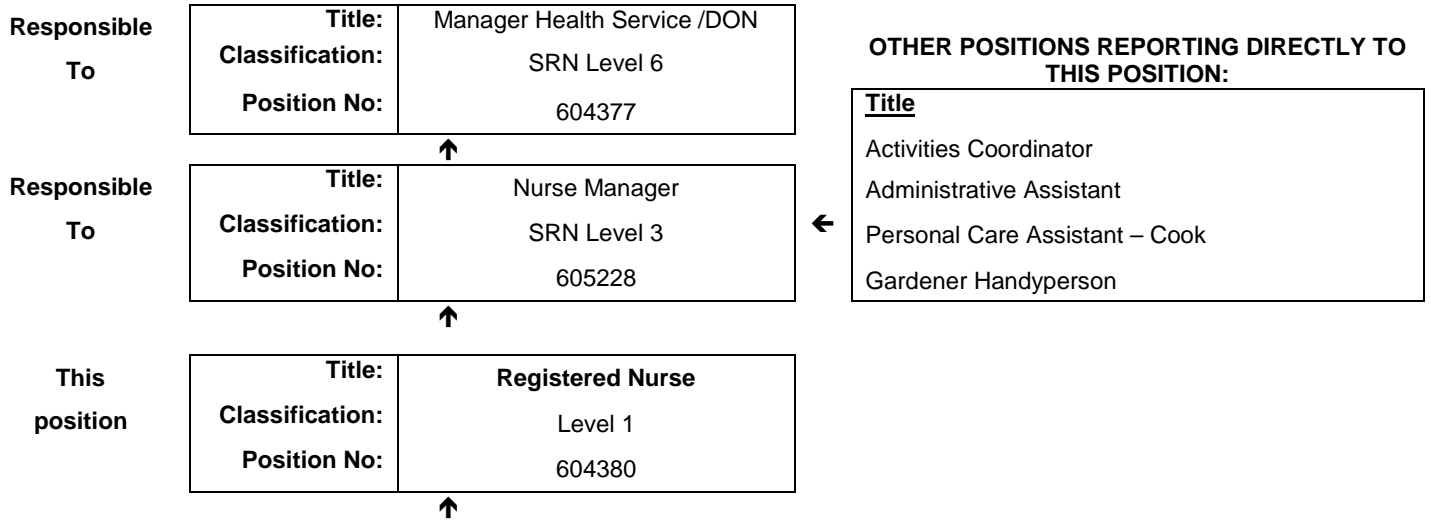 Responsible
To
Title: Manager Health Service /DON
Classification: SRN Level 6
Position No: 604377
🡩
Responsible
To
Title: Nurse Manager
Classification: SRN Level 3
Position No: 605228
🡩
This
position
Title: Registered Nurse
Classification: Level 1
Position No: 604380
🡩
OTHER POSITIONS REPORTING DIRECTLY TO
THIS POSITION:
🡨
Title
Activities Coordinator
Administrative Assistant
Personal Care Assistant – Cook
Gardener Handyperson